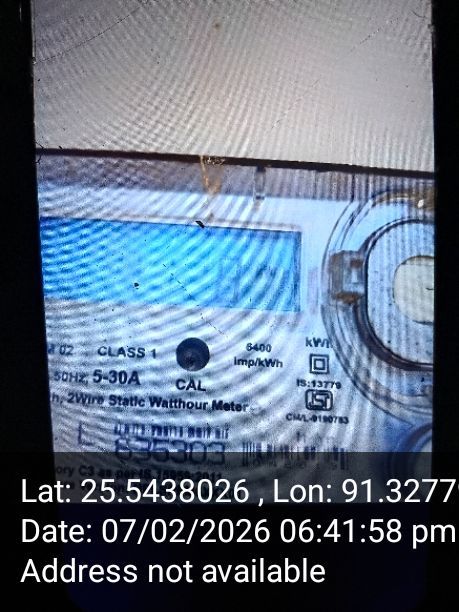 02 CLASS 1
6400
imp/kWh
kWh
50Hz, 5-30A
CAL
IS:13779
2Wire Static Watthour Meter
L 635303
Lat: 25.5438026 , Lon: 91.3277
Date: 07/02/2026 06:41:58 pm
Address not available